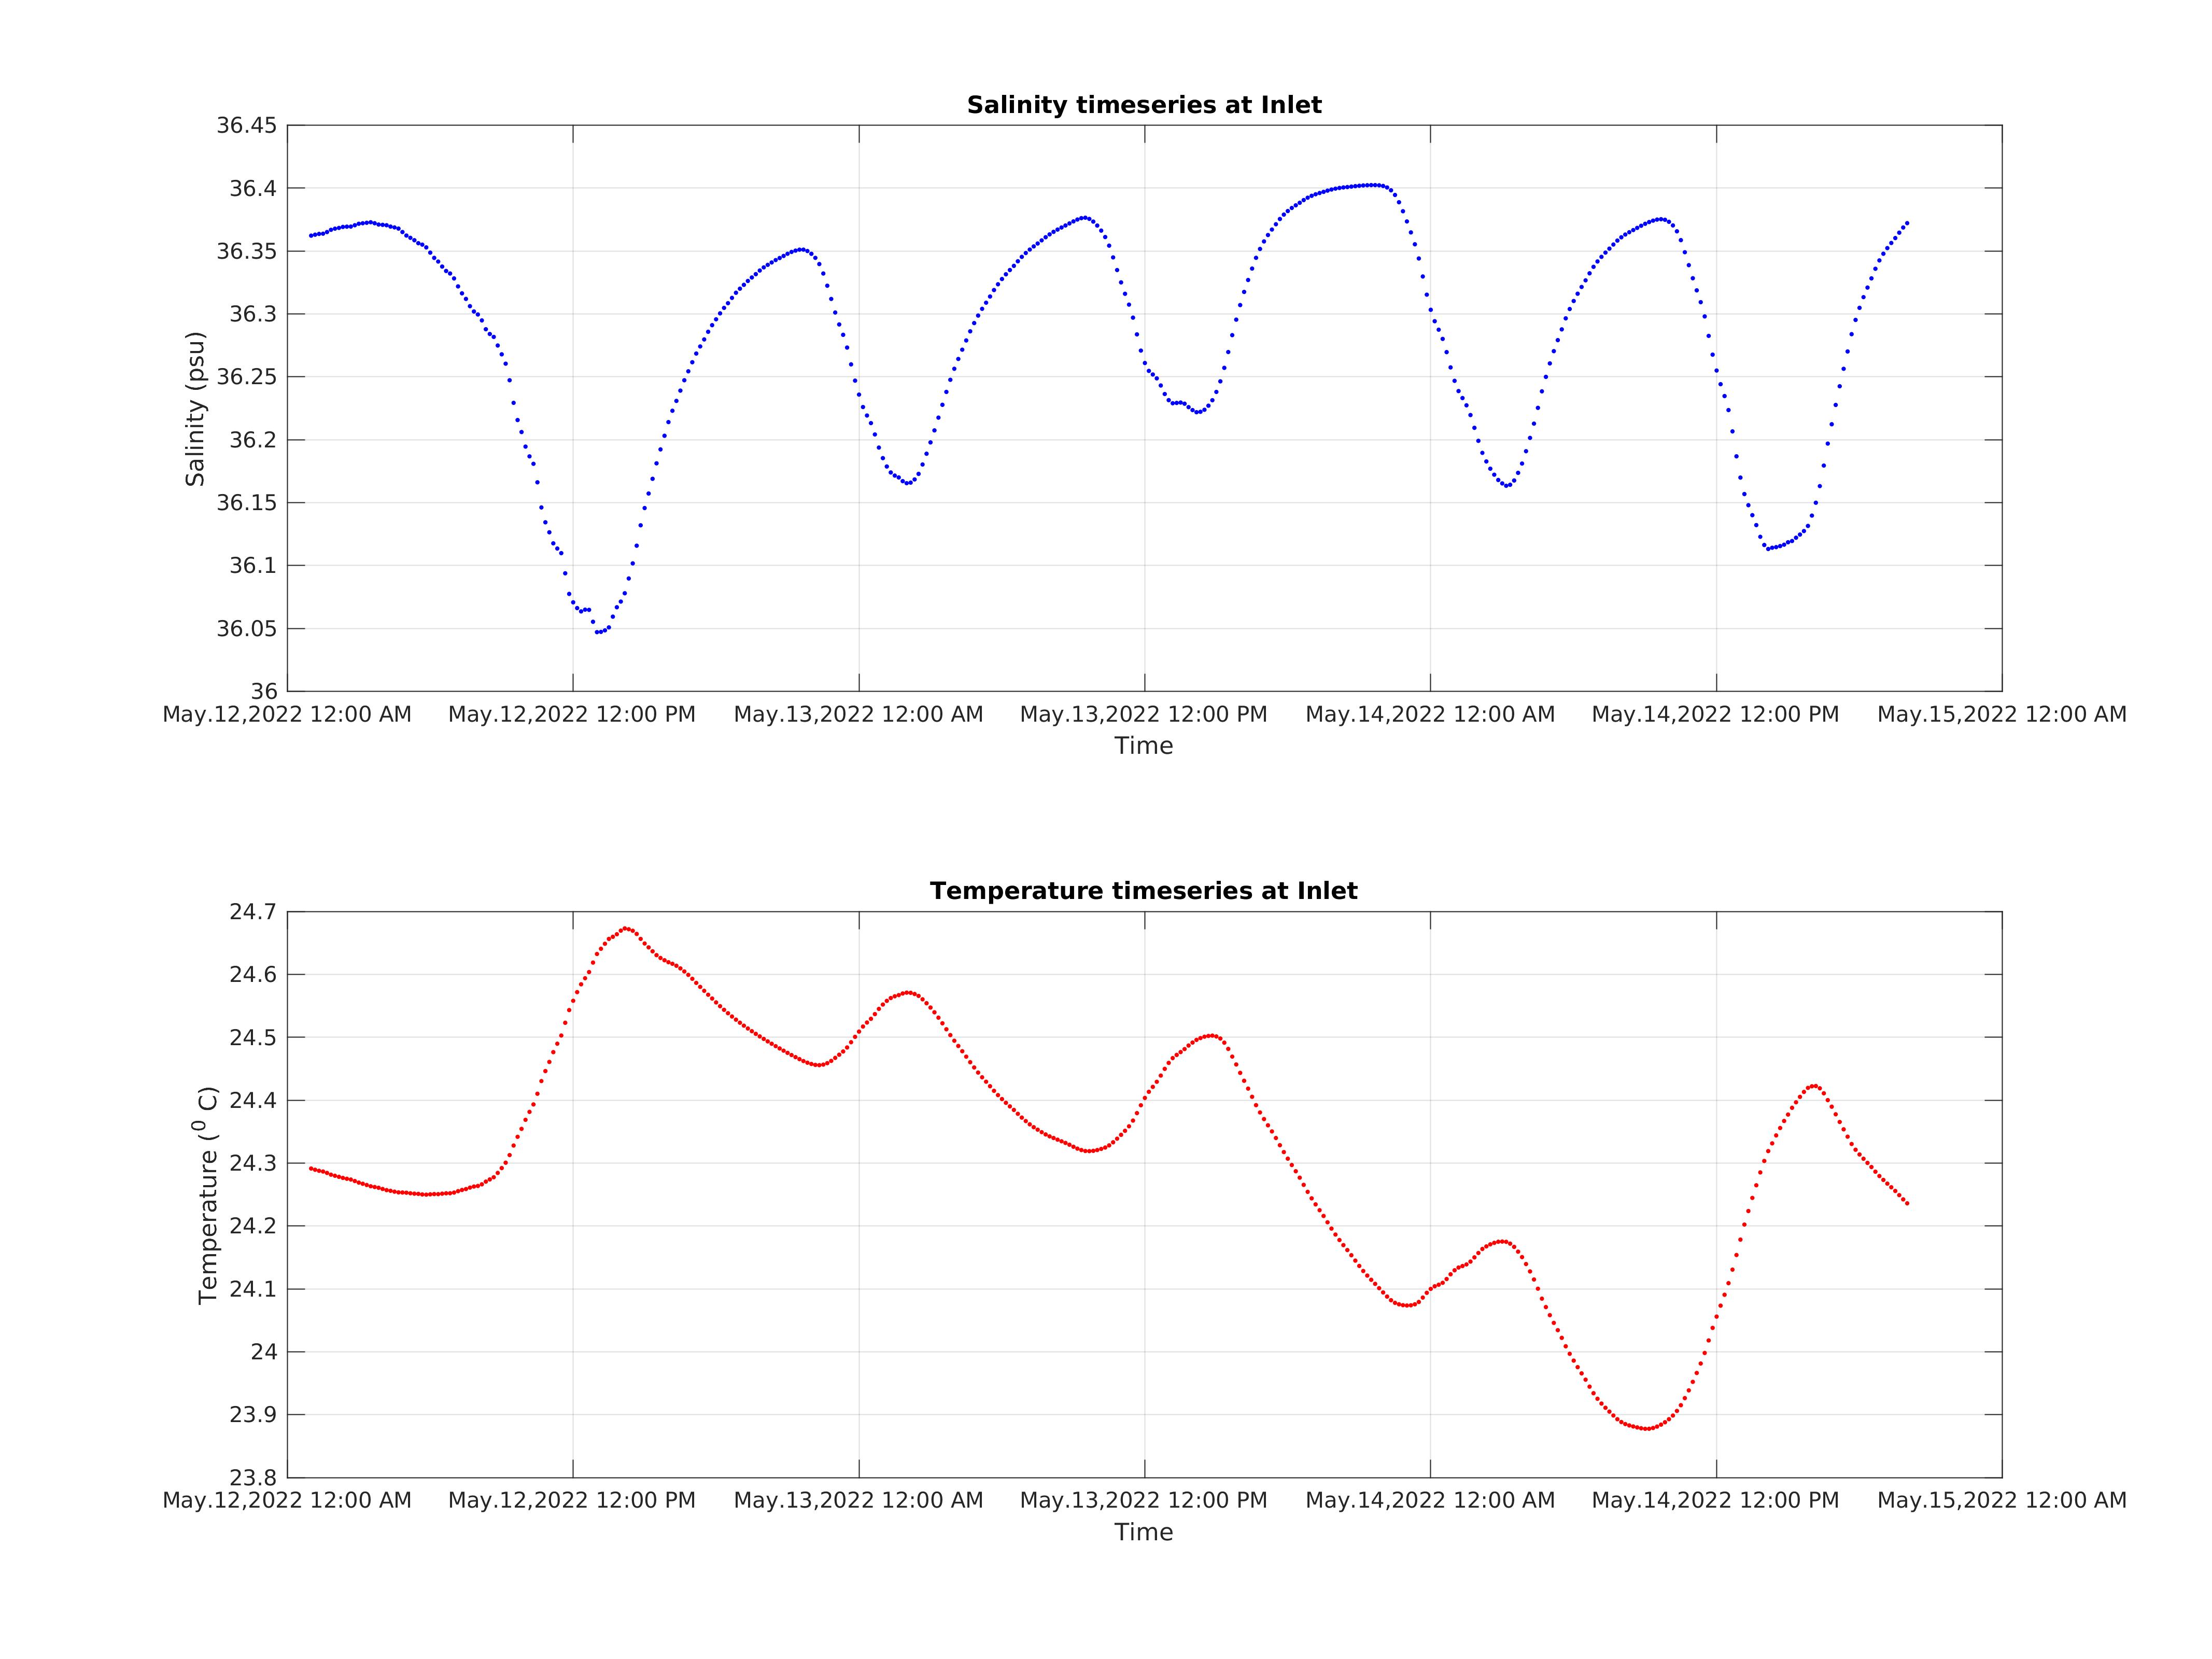 Salinity timeseries at Inlet
36.45
36.4
36.35
36.3
36.25
36.2
36.15
36.1
36.05
36
Salinity (psu)
May.12,2022 12:00 AM May.12,2022 12:00 PM May.13,2022 12:00 AM May.13,2022 12:00 PM May.14,2022 12:00 AM May.14,2022 12:00 PM May.15,2022 12:00 AM
Time
Temperature timeseries at Inlet
24.7
24.6
24.5
24.4
24.3
24.2
24.1
24
23.9
23.8
Temperature (⁰ C)
May.12,2022 12:00 AM May.12,2022 12:00 PM May.13,2022 12:00 AM May.13,2022 12:00 PM May.14,2022 12:00 AM May.14,2022 12:00 PM May.15,2022 12:00 AM
Time